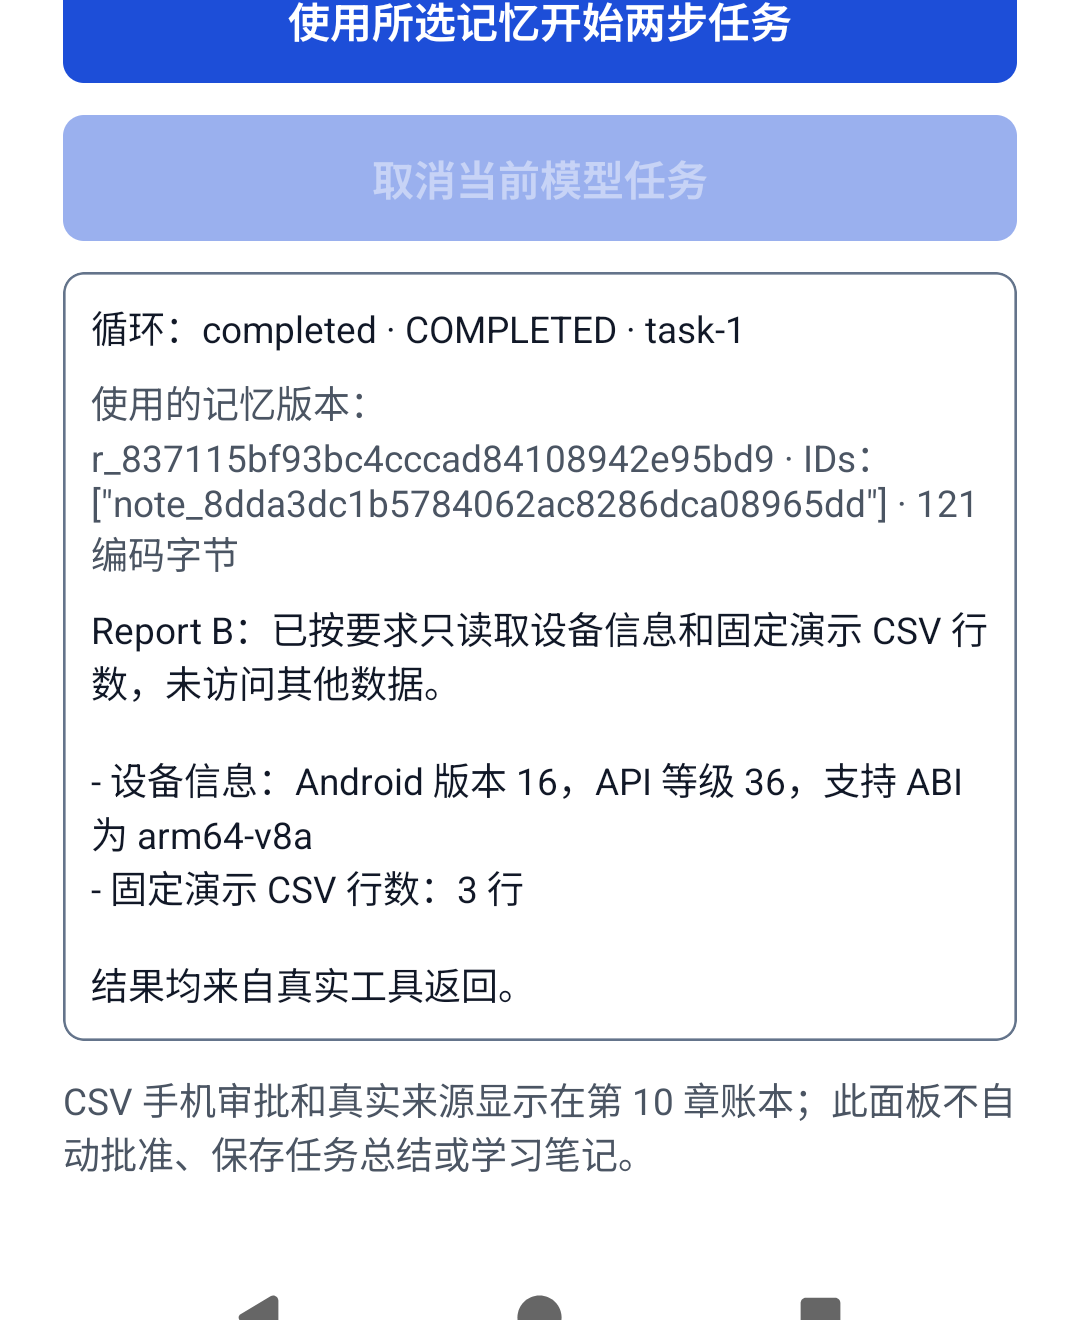 使用所选记忆开始两步任务
取消当前模型任务
循环：completed · COMPLETED · task-1
使用的记忆版本：
r_837115bf93bc4cccad84108942e95bd9 · IDs：
["note_8dda3dc1b5784062ac8286dca08965dd"] · 121
编码字节
Report B：已按要求只读取设备信息和固定演示 CSV 行
数，未访问其他数据。
- 设备信息：Android 版本 16，API 等级 36，支持 ABI
为 arm64-v8a
- 固定演示 CSV 行数：3 行
结果均来自真实工具返回。
CSV 手机审批和真实来源显示在第 10 章账本；此面板不自
动批准、保存任务总结或学习笔记。